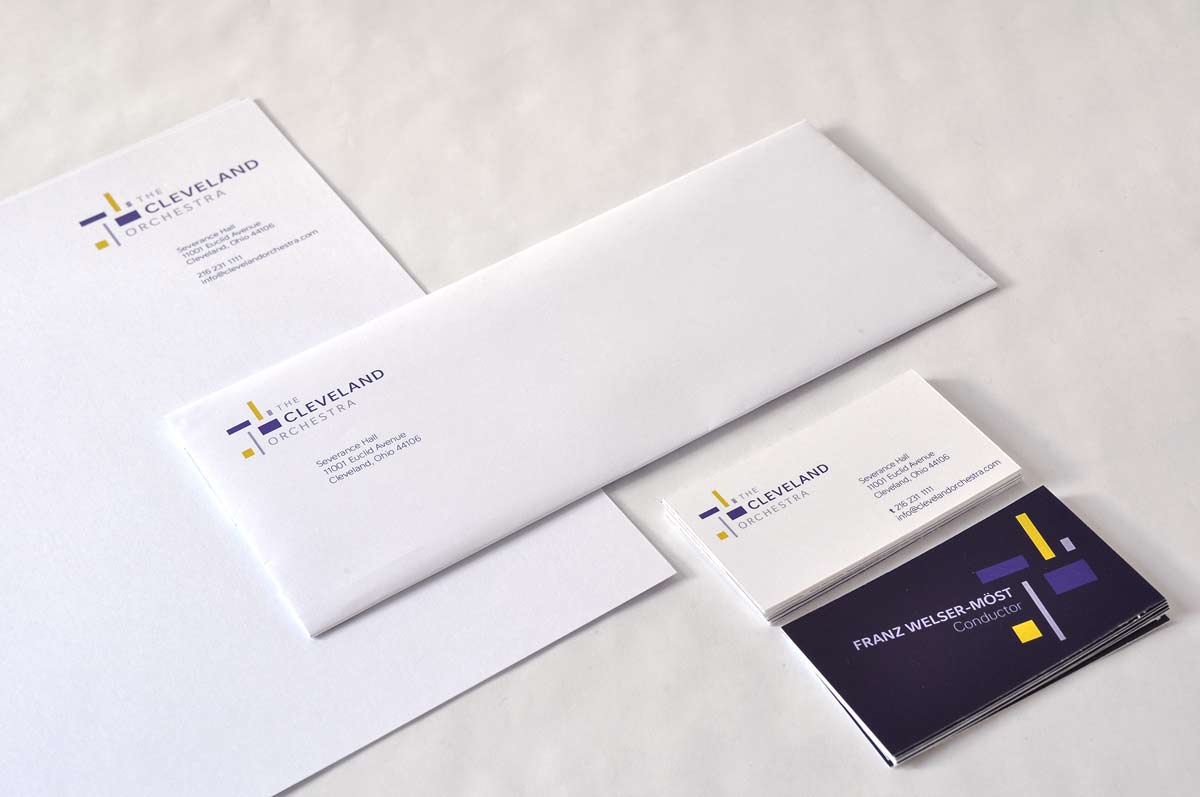 THE
CLEVELAND
ORCHESTRA
Severance Hall
11001 Euclid Avenue
Cleveland, Ohio 44106
216 231 1111
info@clevelandorchestra.com
THE
CLEVELAND
ORCHESTRA
Severance Hall
11001 Euclid Avenue
Cleveland, Ohio 44106
THE
CLEVELAND
ORCHESTRA
Severance Hall
11001 Euclid Avenue
Cleveland, Ohio 44106
t 216 231 1111
info@clevelandorchestra.com
FRANZ WELSER-MÖST
Conductor